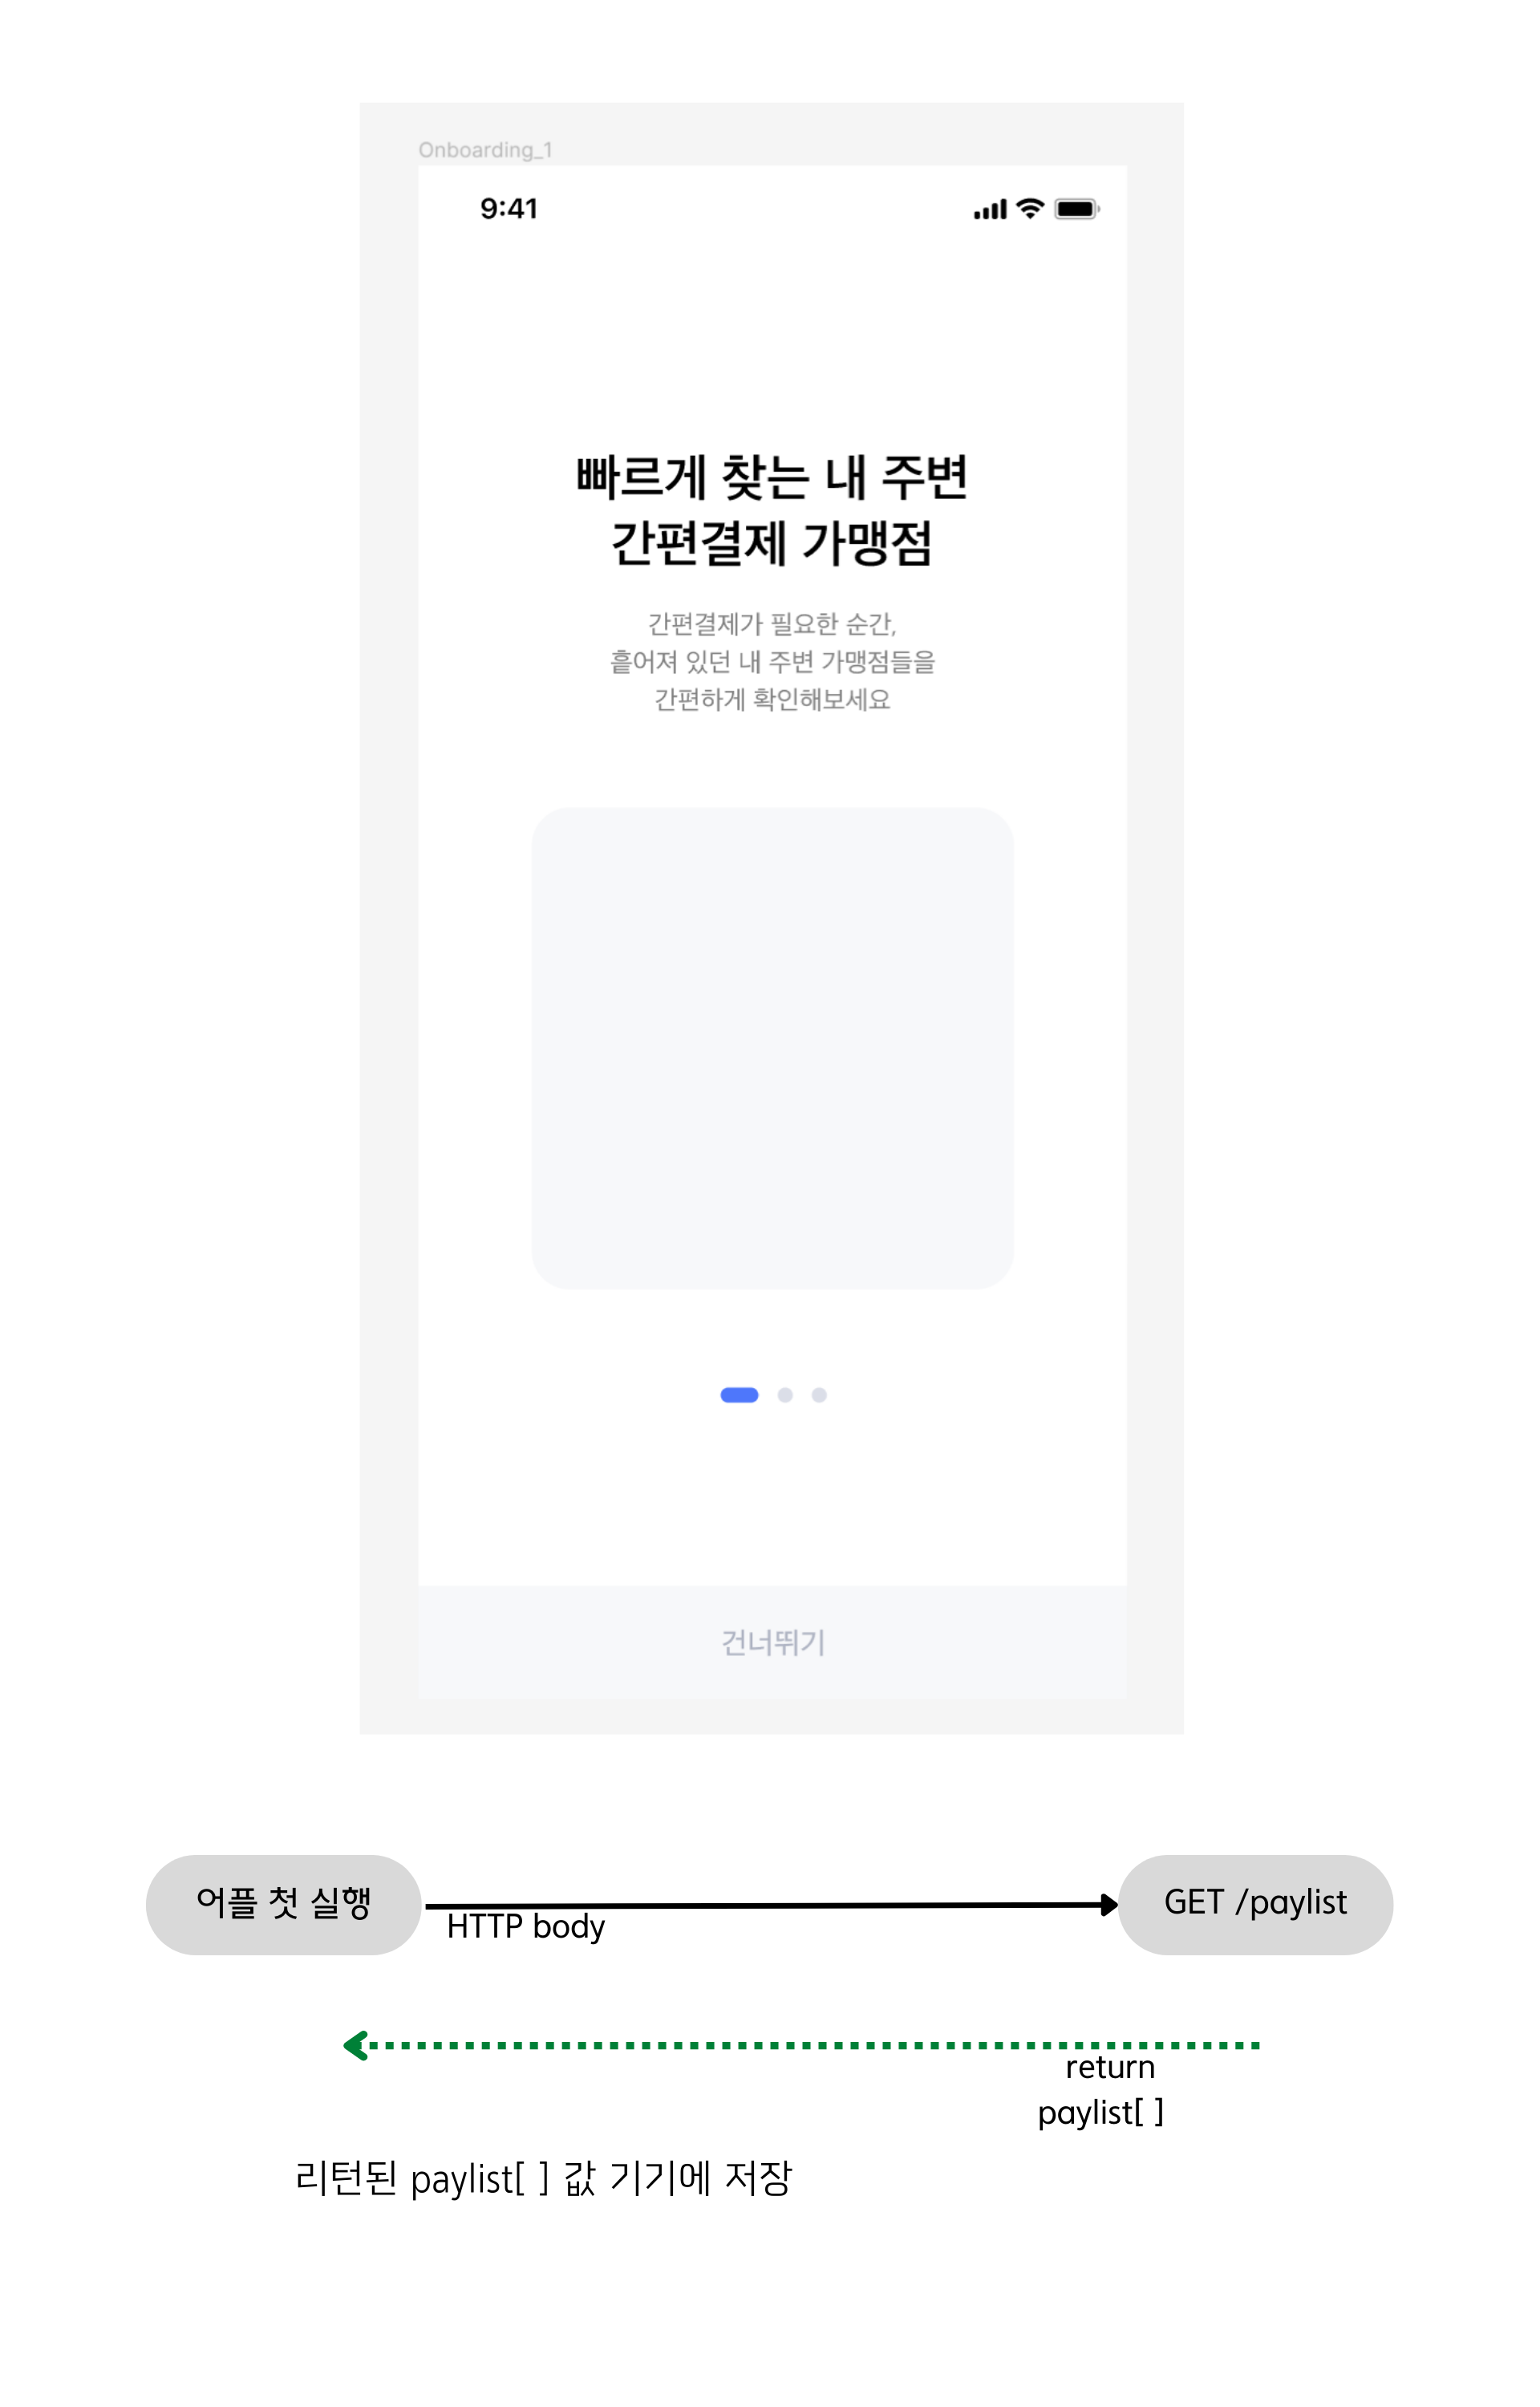 Onboarding_1
9:41
빠르게 찾는 내 주변
간편결제 가맹점
간편결제가 필요한 순간,
흩어져 있던 내 주변 가맹점들을
간편하게 확인해보세요
건너뛰기
어플 첫 실행
HTTP body
GET /paylist
return
paylist[ ]
리턴된 paylist[ ] 값 기기에 저장